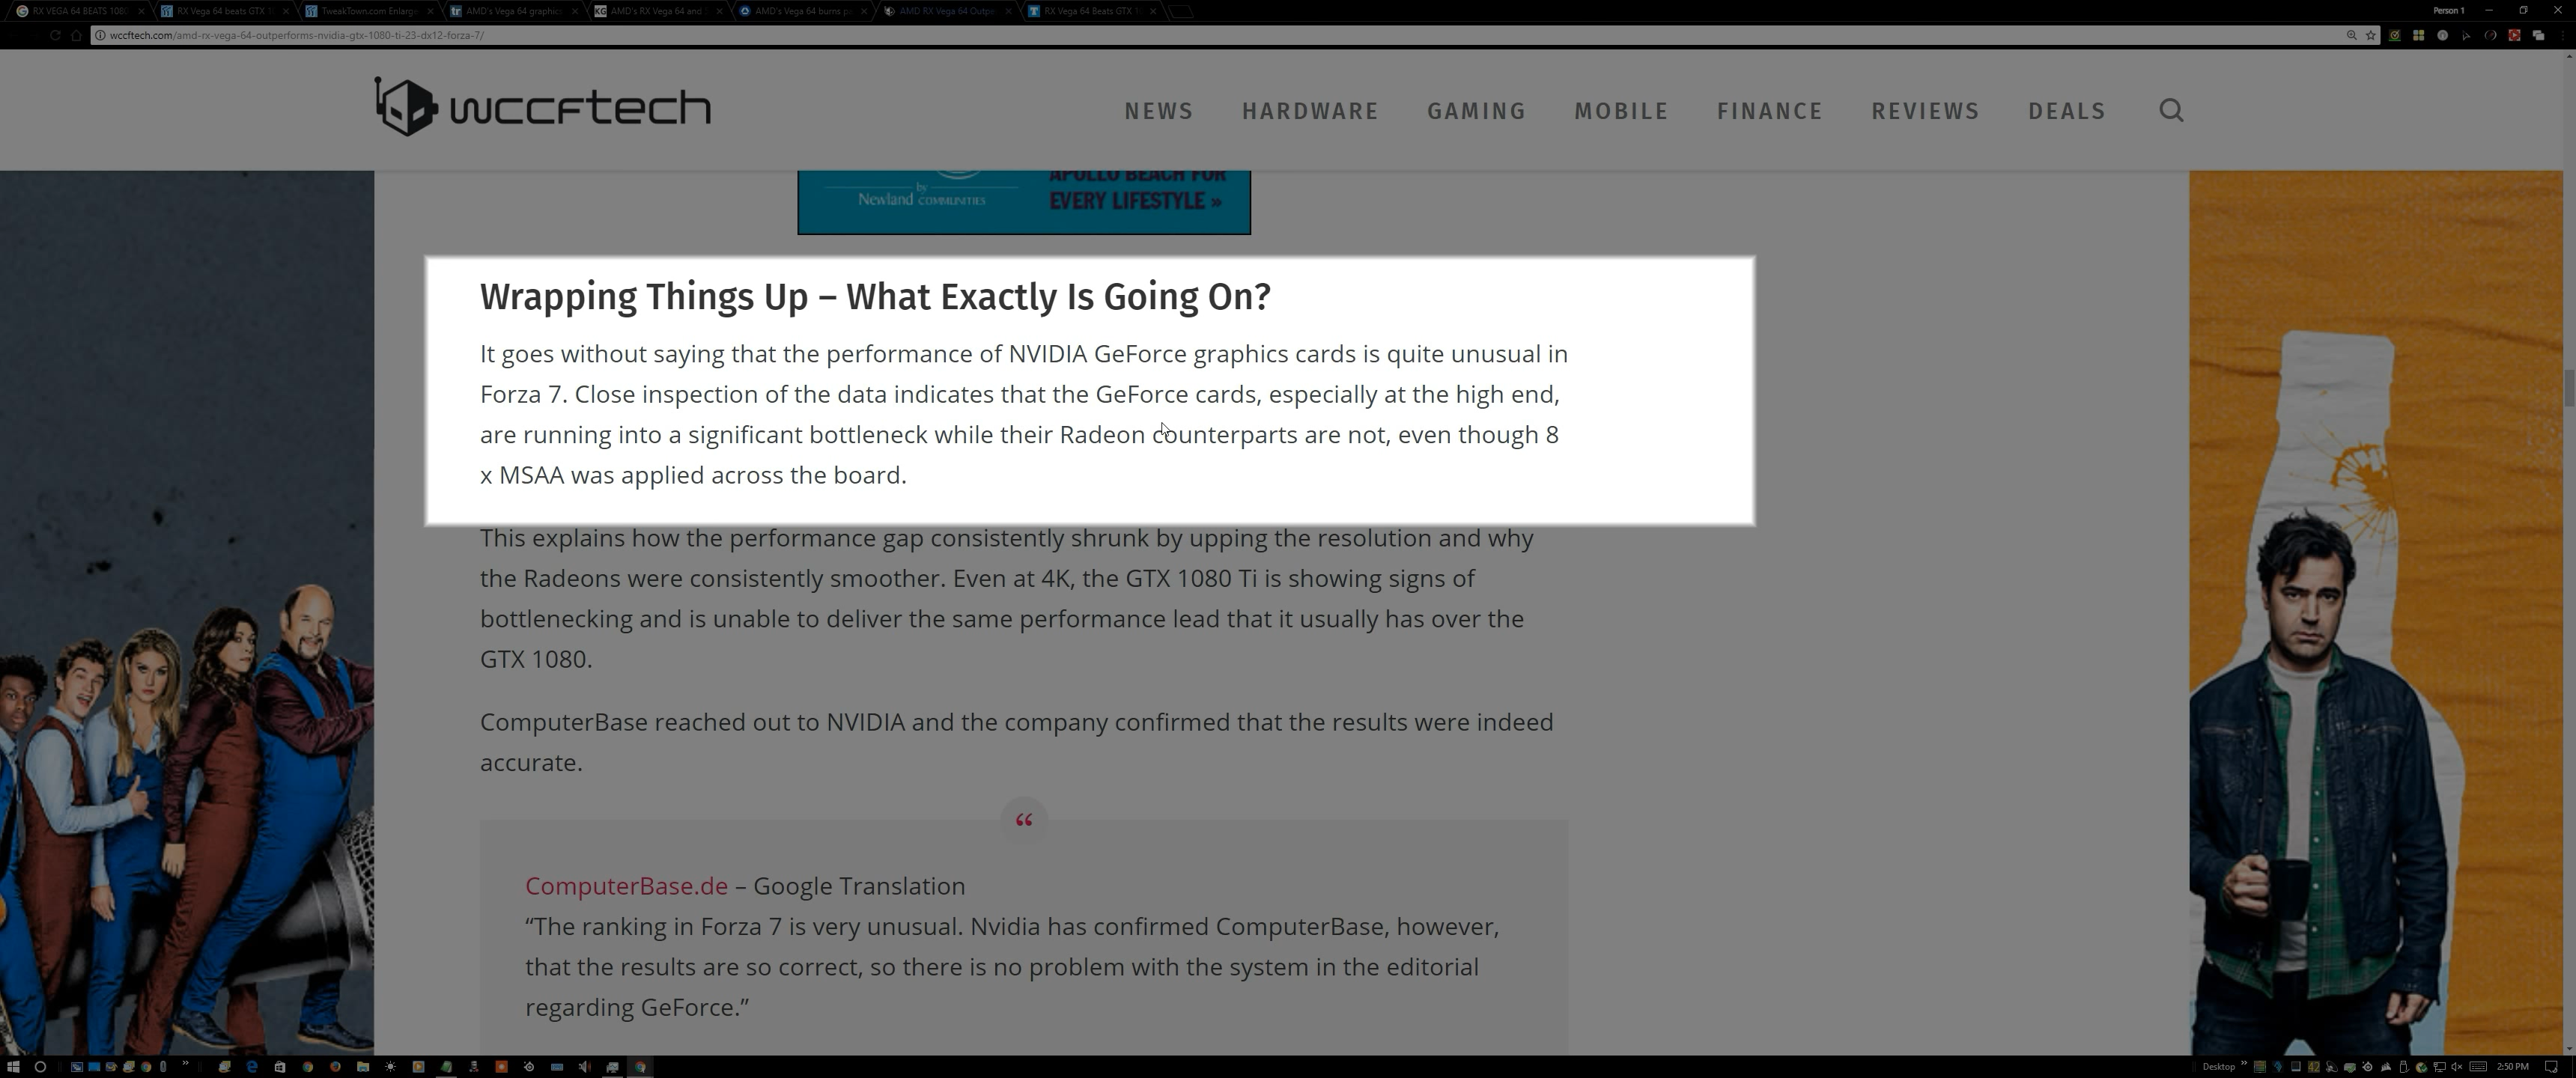 RX VEGA 64 BEATS 1080
RX Vega 64 beats GTX 1
TweakTown.com Enlarge
AMD's Vega 64 graphics
AMD's RX Vega 64 and
AMD's Vega 64 burns
AMD RX Vega 64 Outpe
RX Vega 64 Beats GTX
Person 1
wccftech.com/amd-rx-vega-64-outperforms-nvidia-gtx-1080-ti-23-dx12-forza-7/
wccftech
NEWS HARDWARE GAMING MOBILE FINANCE REVIEWS DEALS
by
Newland COMMUNITIES
APOLLO BEACH FOR
EVERY LIFESTYLE »
Wrapping Things Up – What Exactly Is Going On?
It goes without saying that the performance of NVIDIA GeForce graphics cards is quite unusual in
Forza 7. Close inspection of the data indicates that the GeForce cards, especially at the high end,
are running into a significant bottleneck while their Radeon counterparts are not, even though 8
x MSAA was applied across the board.
This explains how the performance gap consistently shrunk by upping the resolution and why
the Radeons were consistently smoother. Even at 4K, the GTX 1080 Ti is showing signs of
bottlenecking and is unable to deliver the same performance lead that it usually has over the
GTX 1080.
ComputerBase reached out to NVIDIA and the company confirmed that the results were indeed
accurate.
“
ComputerBase.de – Google Translation
“The ranking in Forza 7 is very unusual. Nvidia has confirmed ComputerBase, however,
that the results are so correct, so there is no problem with the system in the editorial
regarding GeForce.”
Desktop
42
2:50 PM